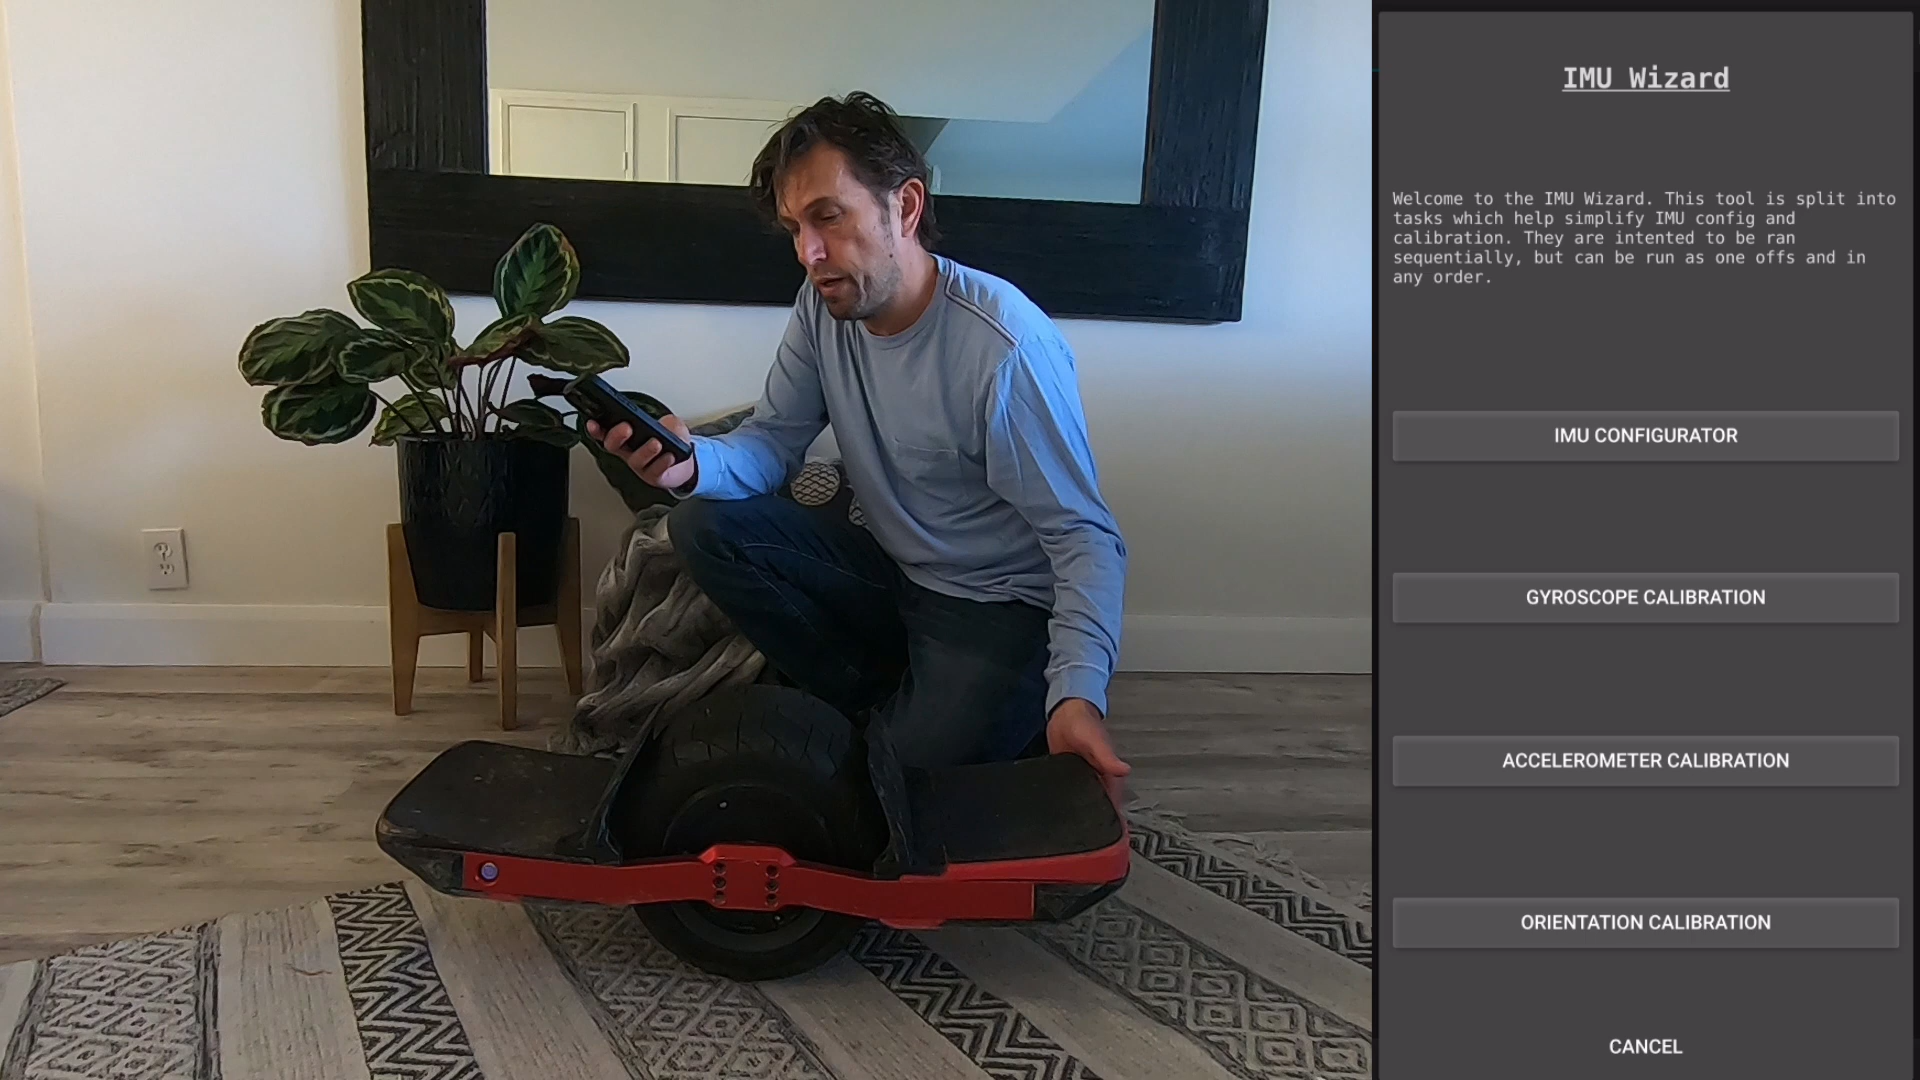 IMU Wizard
Welcome to the IMU Wizard. This tool is split into
tasks which help simplify IMU config and
calibration. They are intented to be ran
sequentially, but can be run as one offs and in
any order.
IMU CONFIGURATOR
GYROSCOPE CALIBRATION
ACCELEROMETER CALIBRATION
ORIENTATION CALIBRATION
CANCEL